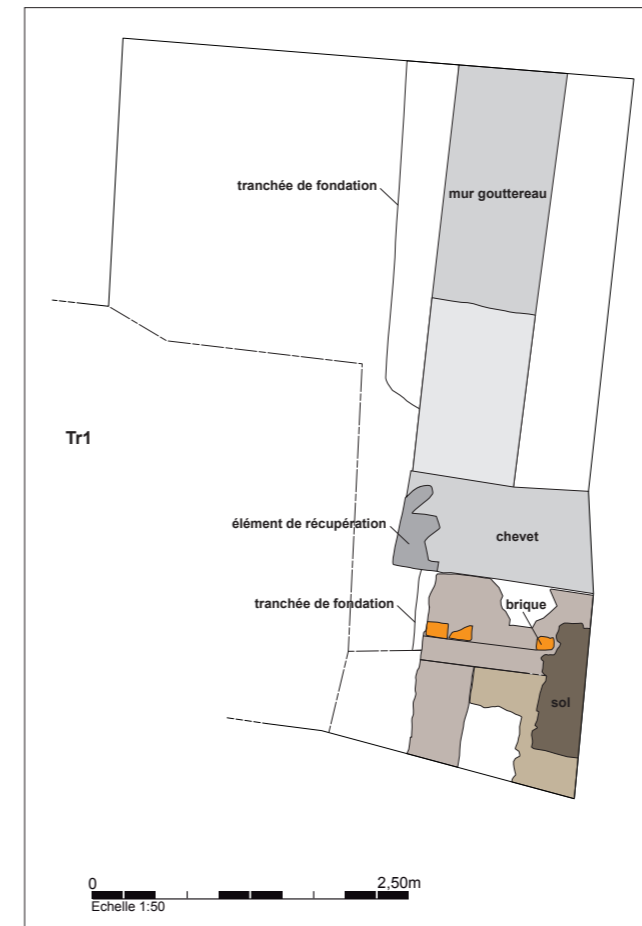 tranchée de fondation
mur gouttereau
Tr1
élément de récupération
chevet
tranchée de fondation
brique
sol
0 2,50m
Echelle 1:50